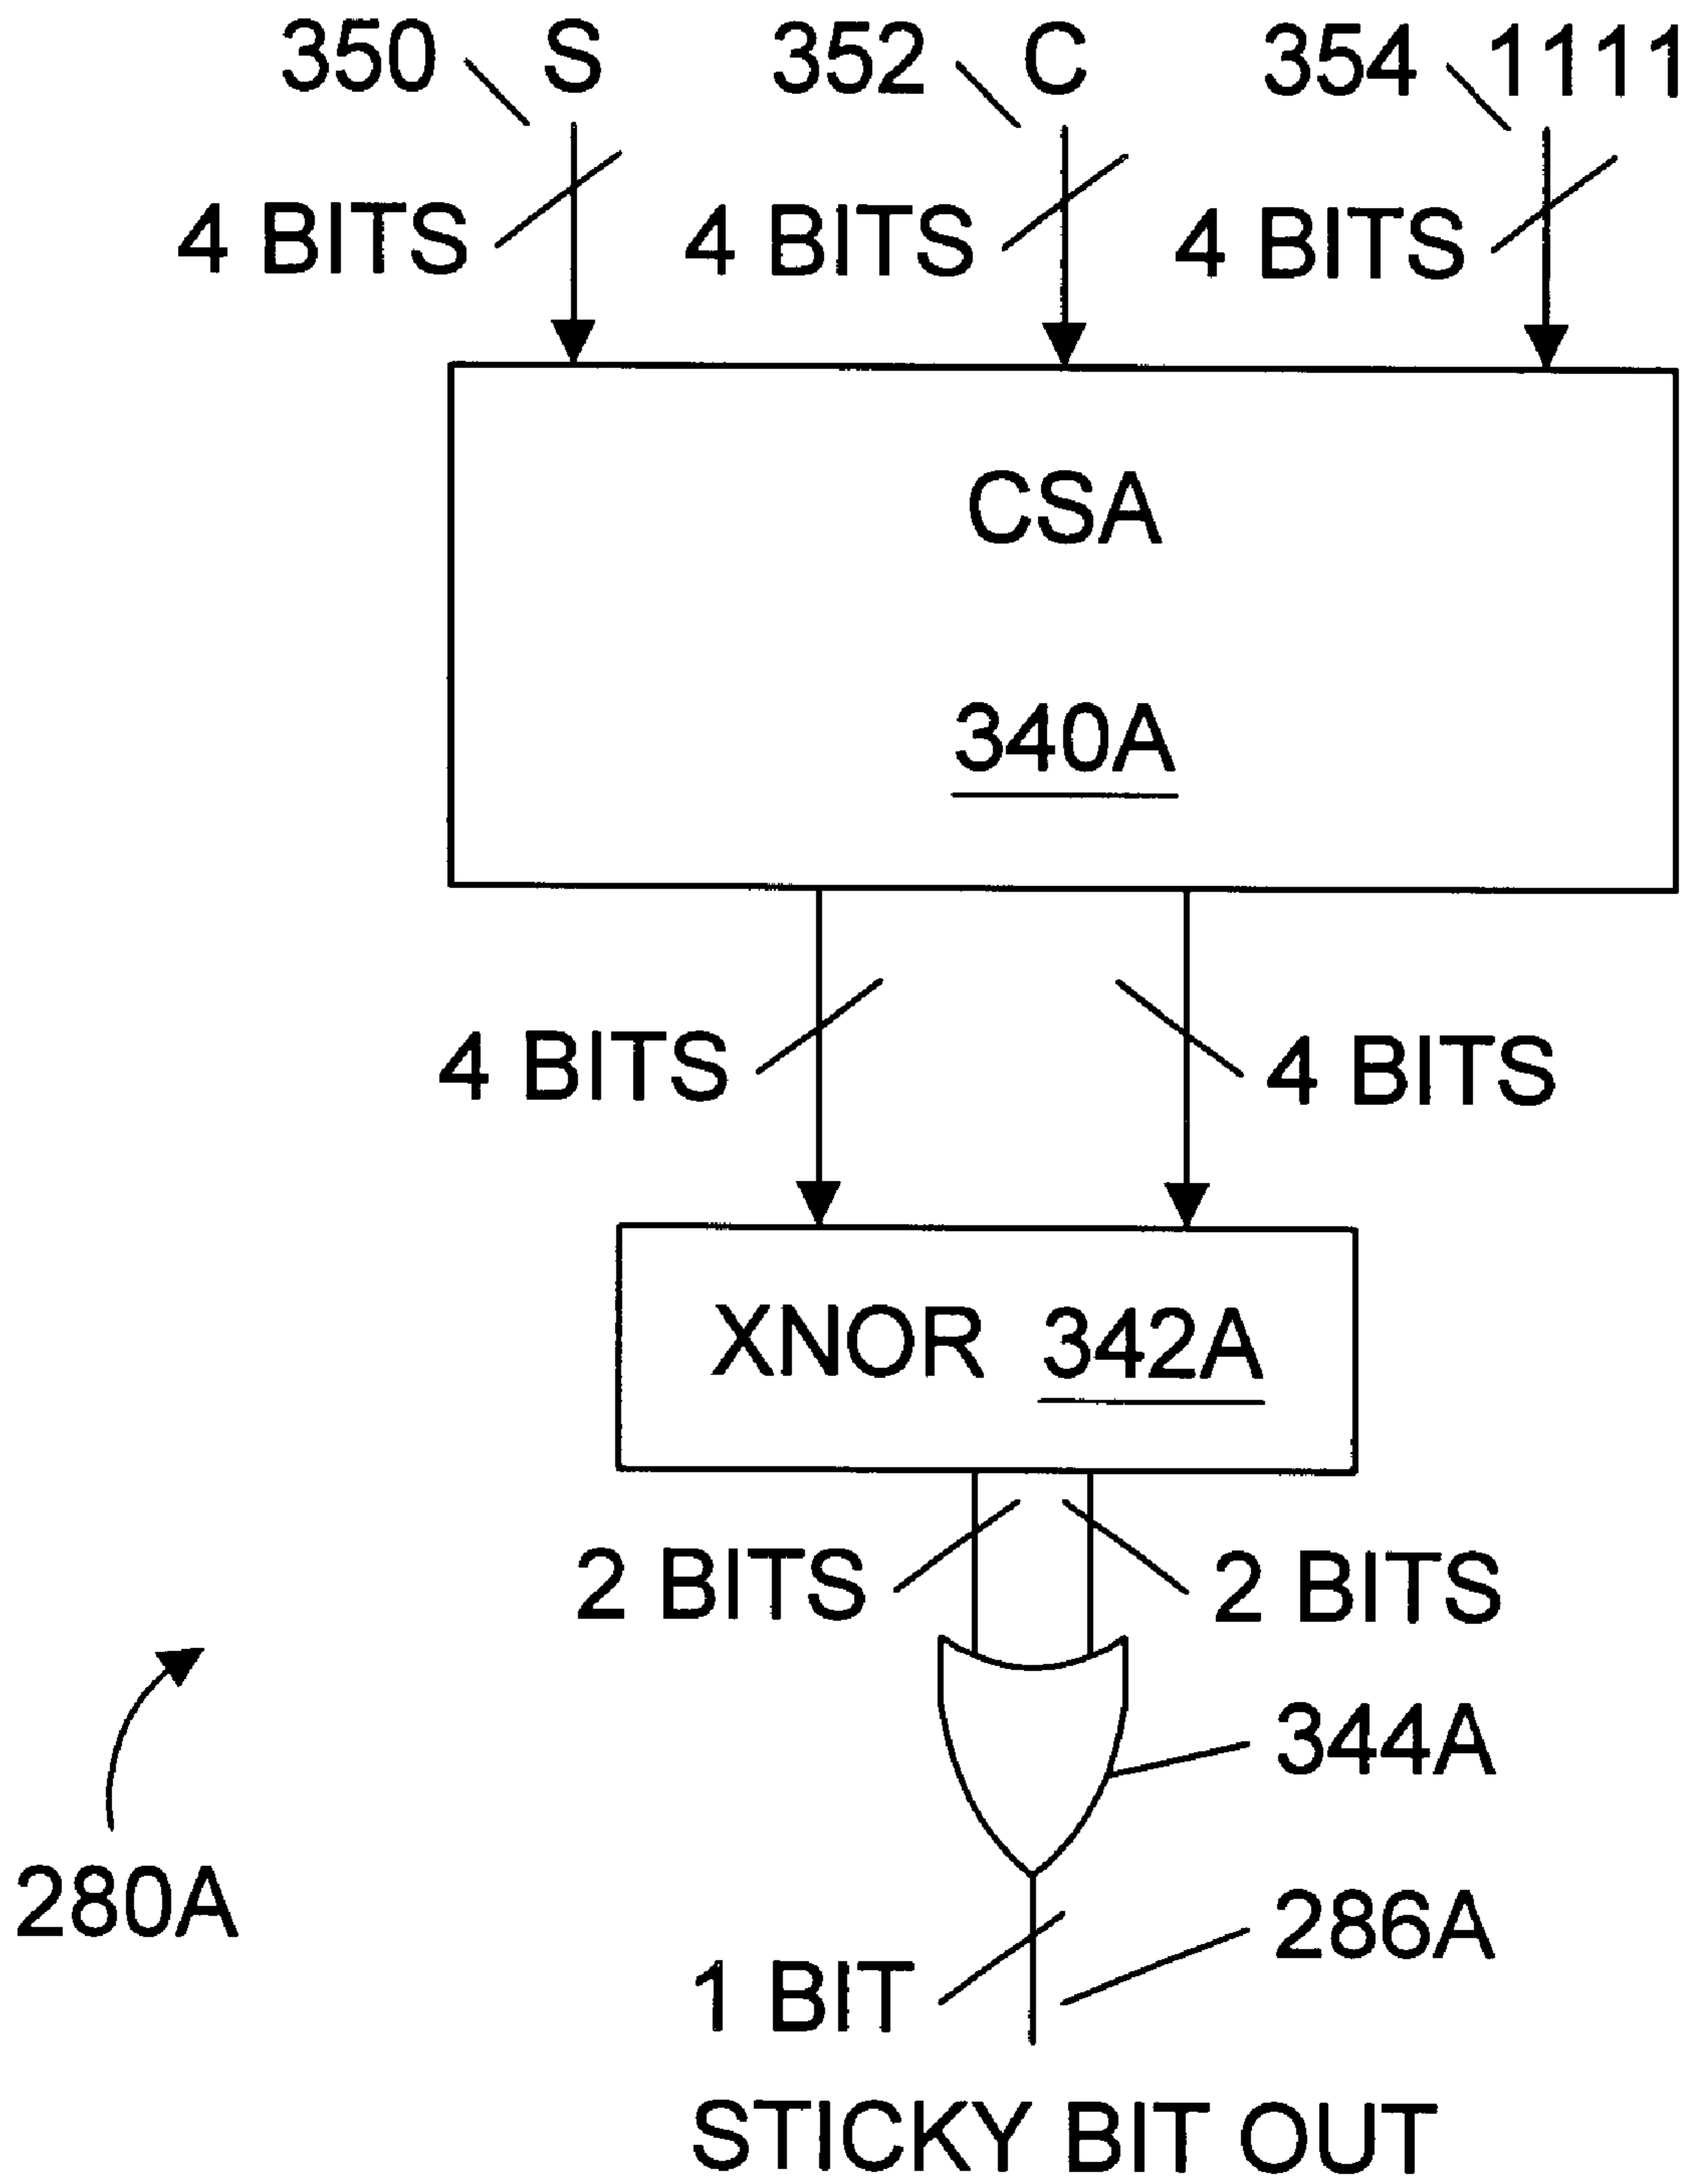 350 S 352 C 354 1111
4 BITS 4 BITS 4 BITS
CSA
340A
4 BITS 4 BITS
XNOR 342A
2 BITS 2 BITS
344A
280A
286A
1 BIT
STICKY BIT OUT